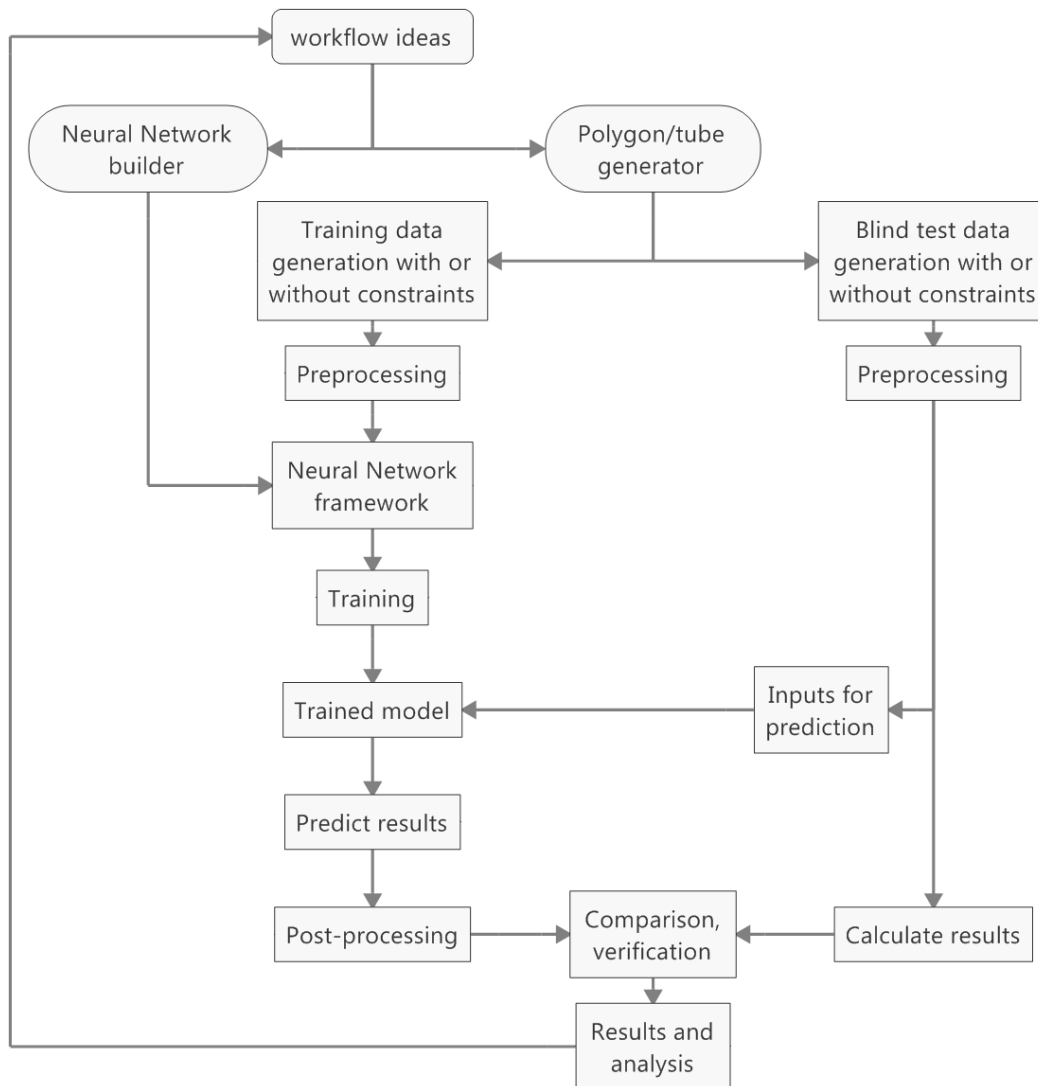 workflow ideas
Neural Network
builder
Polygon/tube
generator
Training data
generation with or
without constraints
Blind test data
generation with or
without constraints
Preprocessing
Preprocessing
Neural Network
framework
Training
Trained model
Inputs for
prediction
Predict results
Post-processing
Comparison,
verification
Calculate results
Results and
analysis